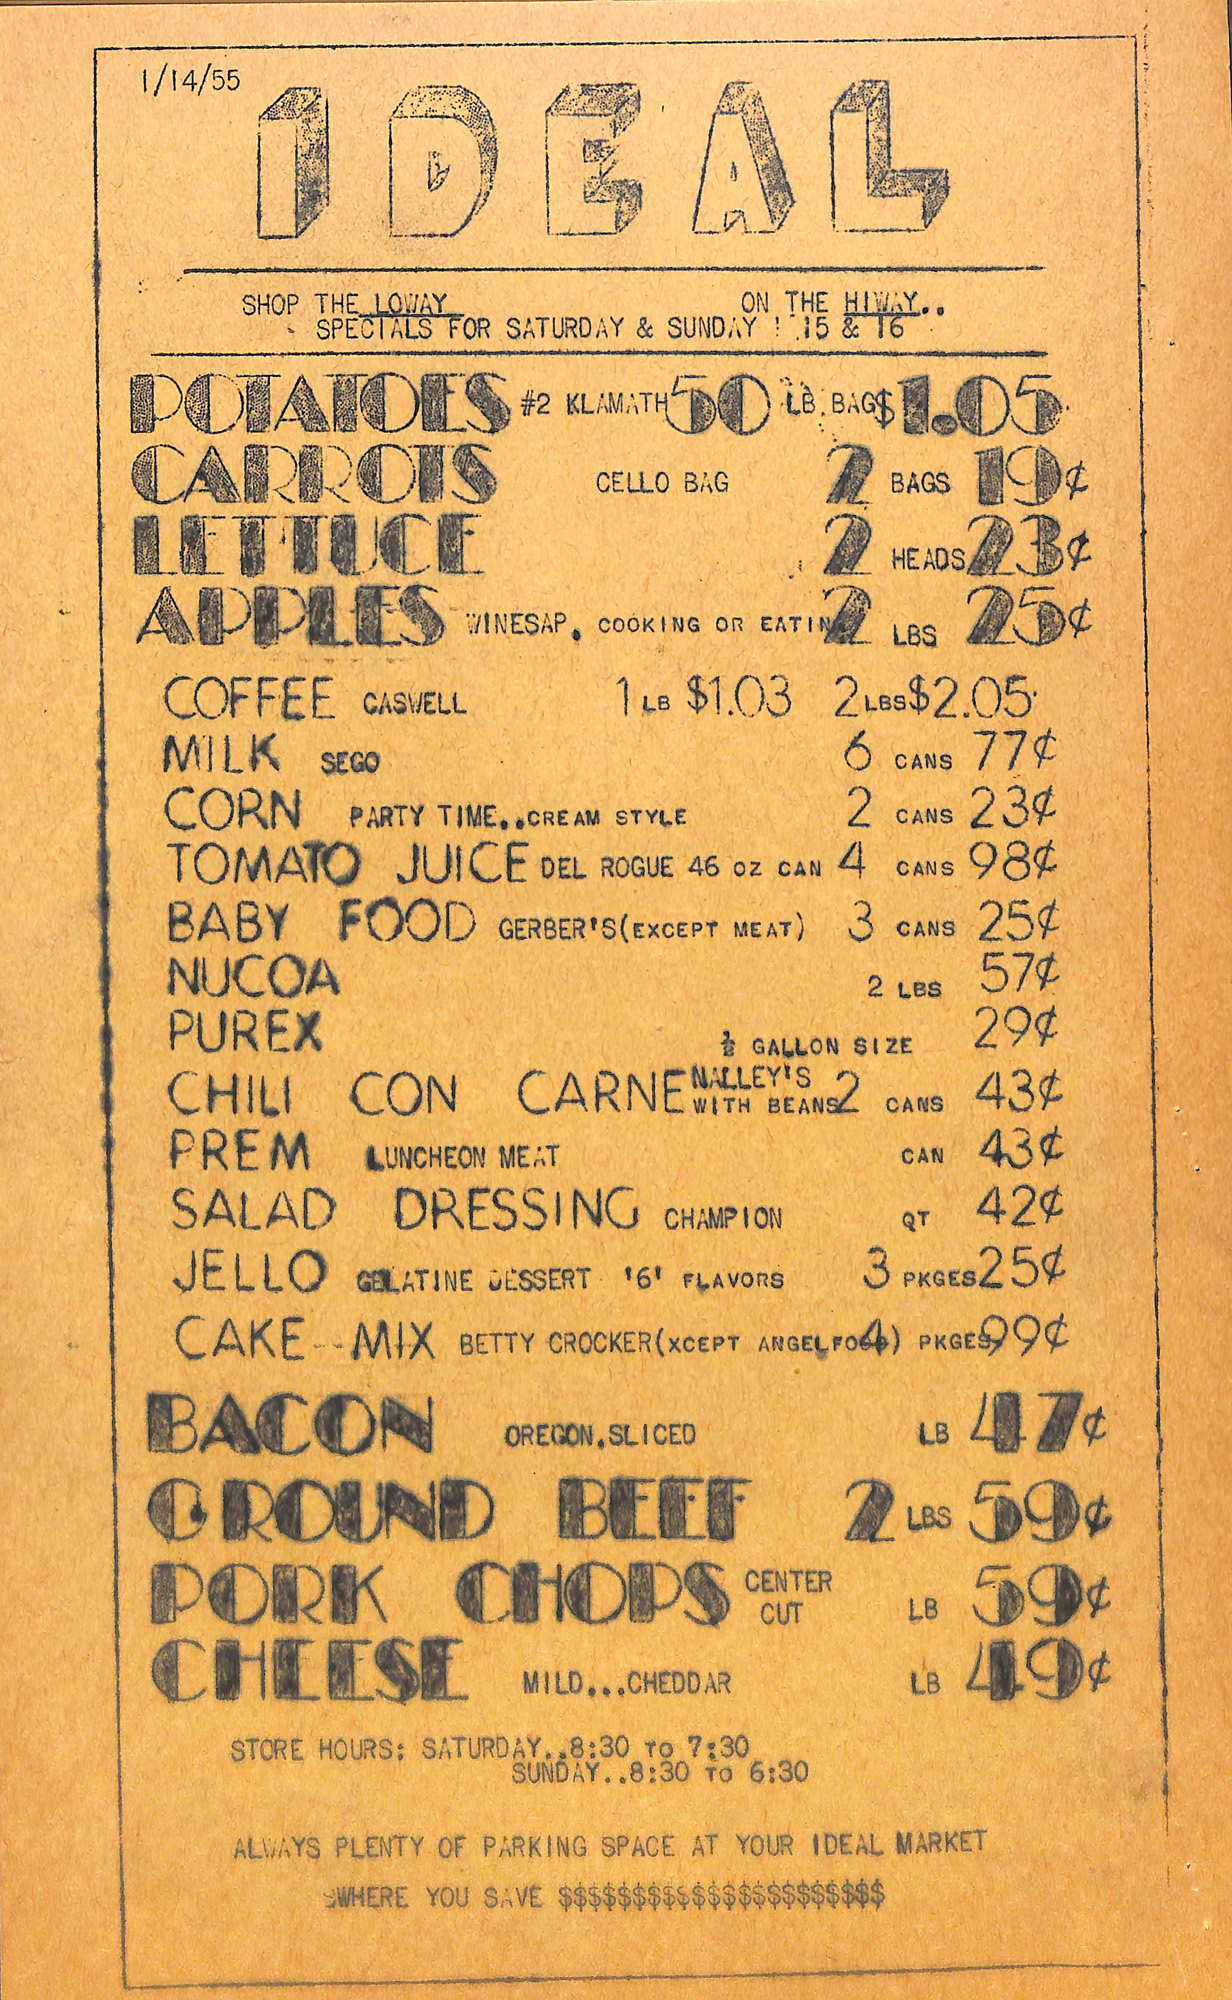 1/14/55
IDEAL
SHOP THE LOWAY ON THE HIWAY..
SPECIALS FOR SATURDAY & SUNDAY ! 15 & 16
POTATOES #2 KLAMATH 50 LB. BAG $1.05
CARROTS CELLO BAG 2 BAGS 19¢
LETTUCE 2 HEADS 23¢
APPLES WINESAP. COOKING OR EATIN 2 LBS 25¢
COFFEE CASWELL 1 LB $1.03 2 LBS $2.05
MILK SEGO 6 CANS 77¢
CORN PARTY TIME..CREAM STYLE 2 CANS 23¢
TOMATO JUICE DEL ROGUE 46 OZ CAN 4 CANS 98¢
BABY FOOD GERBER'S(EXCEPT MEAT) 3 CANS 25¢
NUCOA 2 LBS 57¢
PUREX ½ GALLON SIZE 29¢
CHILI CON CARNE NALLEY'S WITH BEANS 2 CANS 43¢
PREM LUNCHEON MEAT CAN 43¢
SALAD DRESSING CHAMPION QT 42¢
JELLO GELATINE DESSERT '6' FLAVORS 3 PKGES 25¢
CAKE MIX BETTY CROCKER(XCEPT ANGELFOOD) 4 PKGES 99¢
BACON OREGON.SLICED LB 47¢
GROUND BEEF 2 LBS 59¢
PORK CHOPS CENTER CUT LB 59¢
CHEESE MILD...CHEDDAR LB 49¢
STORE HOURS: SATURDAY..8:30 TO 7:30
SUNDAY..8:30 TO 6:30
ALWAYS PLENTY OF PARKING SPACE AT YOUR IDEAL MARKET
WHERE YOU SAVE $$$$$$$$$$$$$$$$$$$$$$